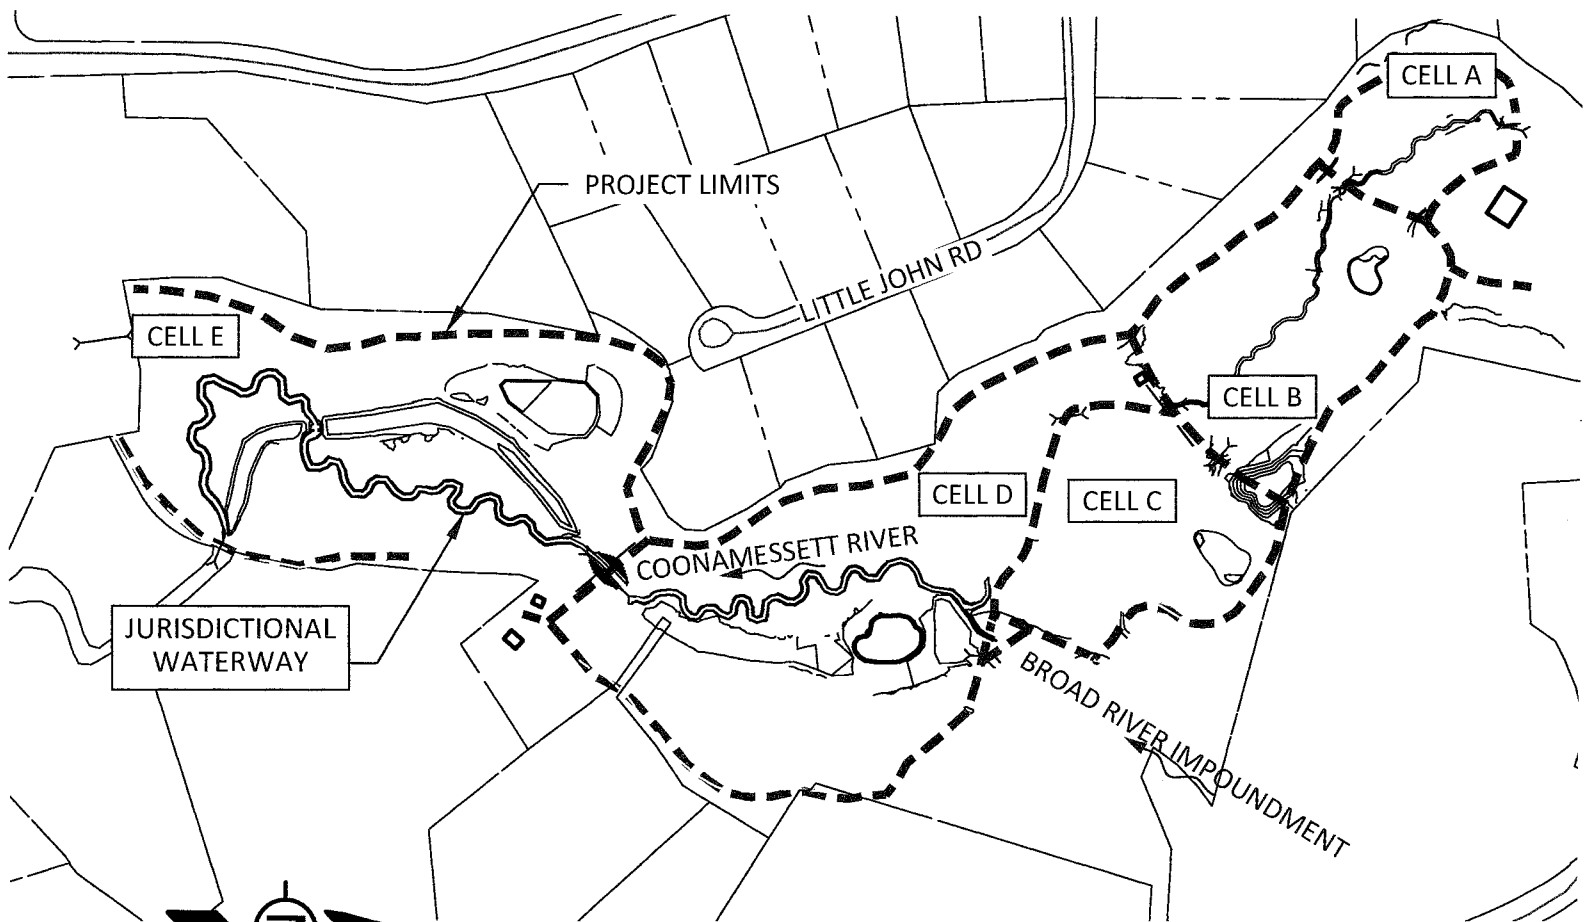 CELL A
PROJECT LIMITS
LITTLE JOHN RD
CELL E
CELL B
CELL D
CELL C
COONAMESSETT RIVER
JURISDICTIONAL
WATERWAY
BROAD RIVER IMPOUNDMENT